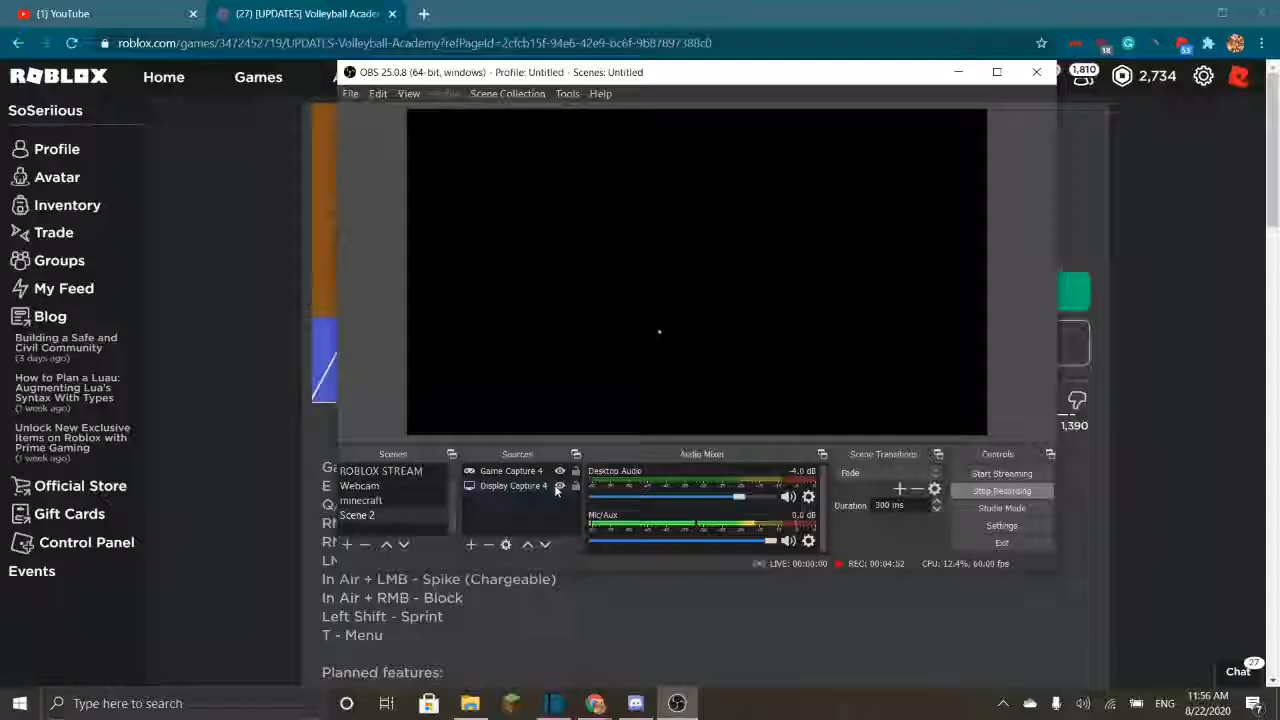 (1) YouTube
(27) [UPDATES] Volleyball Acade
roblox.com/games/3472452719/UPDATES-Volleyball-Academy?refPageId=2cfcb15f-94e6-42e9-bc6f-9b87897388c0
18
53
ROBLOX
Home
Games
OBS 25.0.8 (64-bit, windows) - Profile: Untitled - Scenes: Untitled
1,810
2,734
File Edit View Scene Collection Tools Help
SoSeriious
Profile
Avatar
Inventory
Trade
Groups
My Feed
Blog
Building a Safe and
Civil Community
(3 days ago)
How to Plan a Luau:
Augmenting Lua's
Syntax With Types
(1 week ago)
Unlock New Exclusive
Items on Roblox with
Prime Gaming
(1 week ago)
Official Store
Gift Cards
Control Panel
Events
1,390
Scenes
ROBLOX STREAM
Webcam
minecraft
Scene 2
Sources
Game Capture 4
Display Capture 4
Audio Mixer
Desktop Audio -4.0 dB
Mic/Aux 0.0 dB
Scene Transitions
Fade
Duration 300 ms
Controls
Start Streaming
Stop Recording
Studio Mode
Settings
Exit
LIVE: 00:00:00 REC: 00:04:52 CPU: 12.4%, 60.00 fps
In Air + LMB - Spike (Chargeable)
In Air + RMB - Block
Left Shift - Sprint
T - Menu
Planned features:
Chat 27
Type here to search
ENG
11:56 AM
8/22/2020